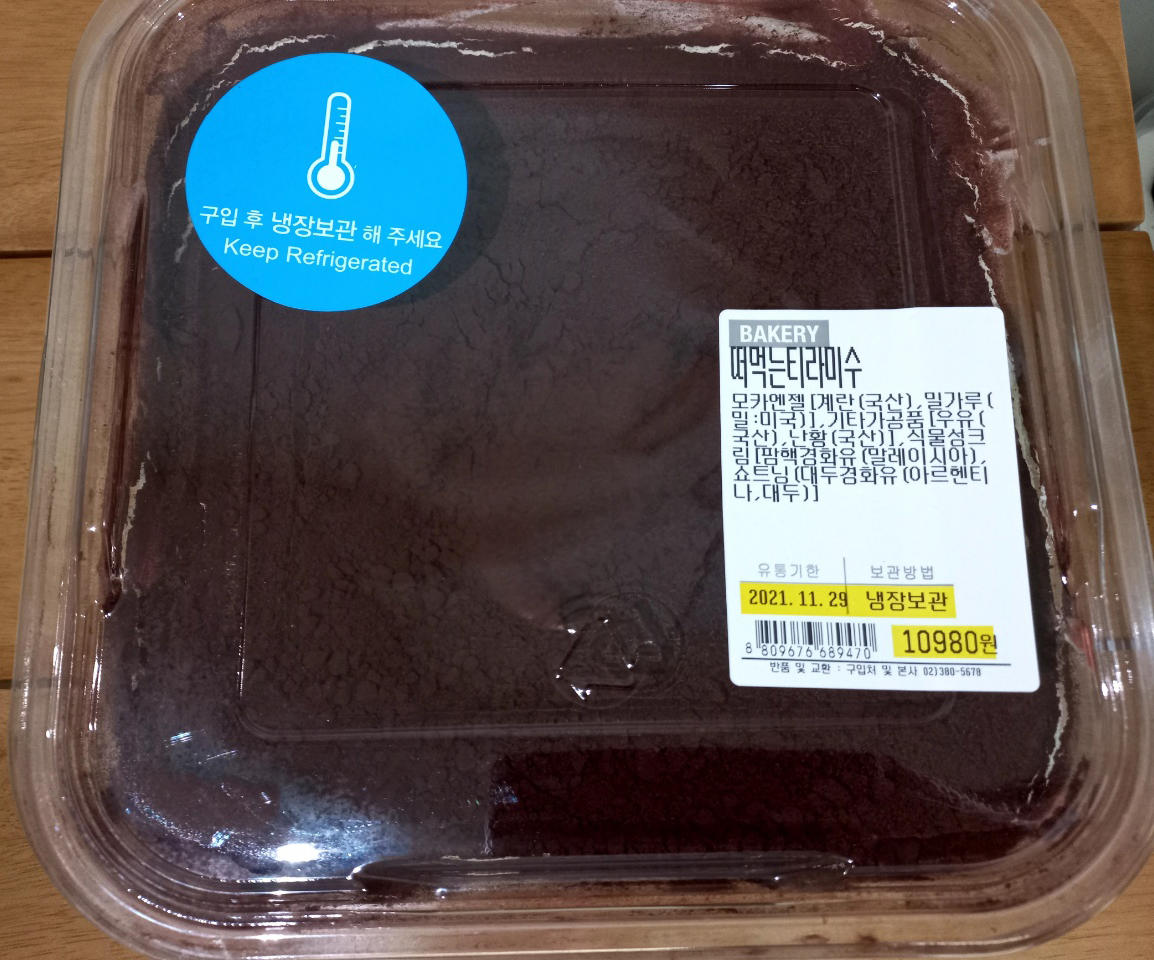 구입 후 냉장보관 해 주세요
Keep Refrigerated
BAKERY
떠먹는티라미수
모카엔젤[계란(국산),밀가루(
밀:미국)],기타가공품[우유(
국산),난황(국산)],식물성크
림[팜핵경화유(말레이시아),
쇼트닝(대두경화유(아르헨티
나,대두)]
유통기한 보관방법
2021.11.29 냉장보관
8 809676 689470
10980원
반품 및 교환 : 구입처 및 본사 02)380-5678